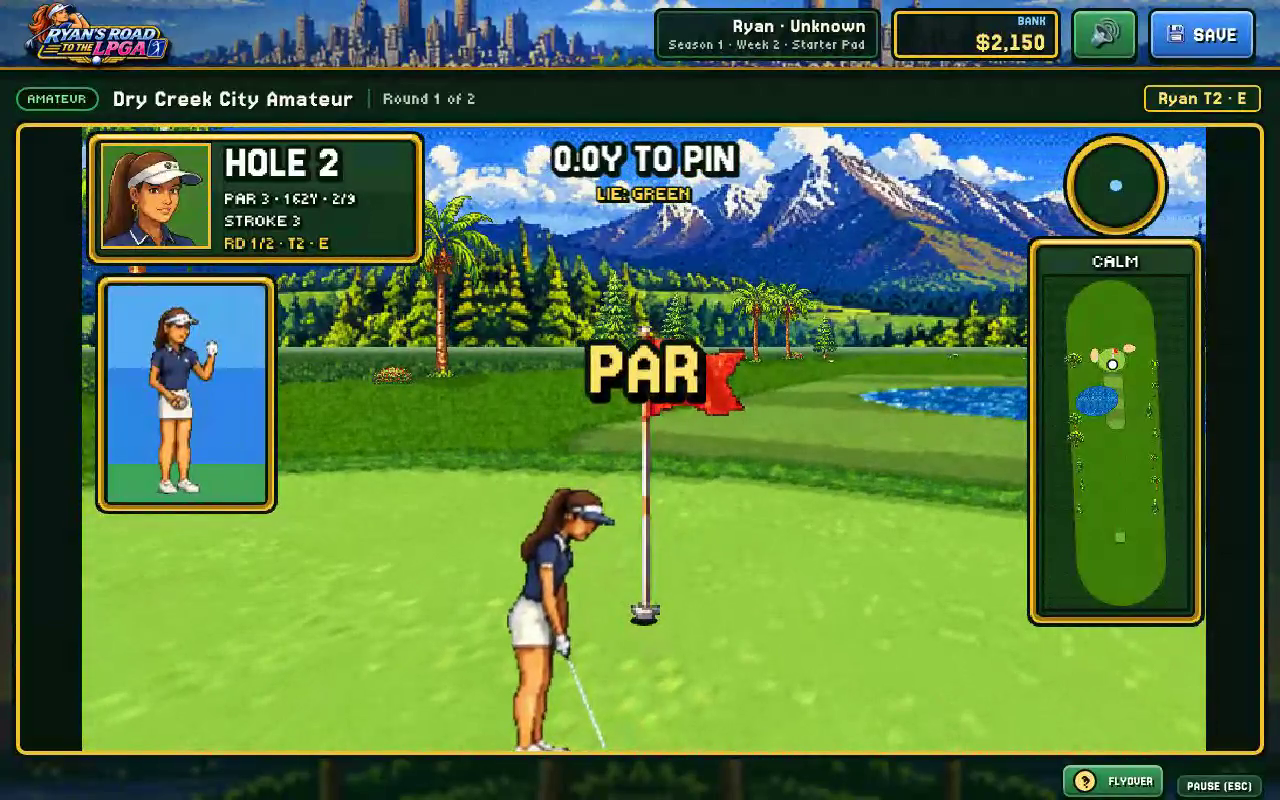 RYAN'S ROAD
TO THE LPGA
Ryan · Unknown
Season 1 · Week 2 · Starter Pad
BANK
$2,150
SAVE
AMATEUR
Dry Creek City Amateur
Round 1 of 2
Ryan T2 · E
HOLE 2
PAR 3 · 162Y · 2/9
STROKE 3
RD 1/2 · T2 · E
0.0Y TO PIN
LIE: GREEN
CALM
PAR
FLYOVER
PAUSE (ESC)